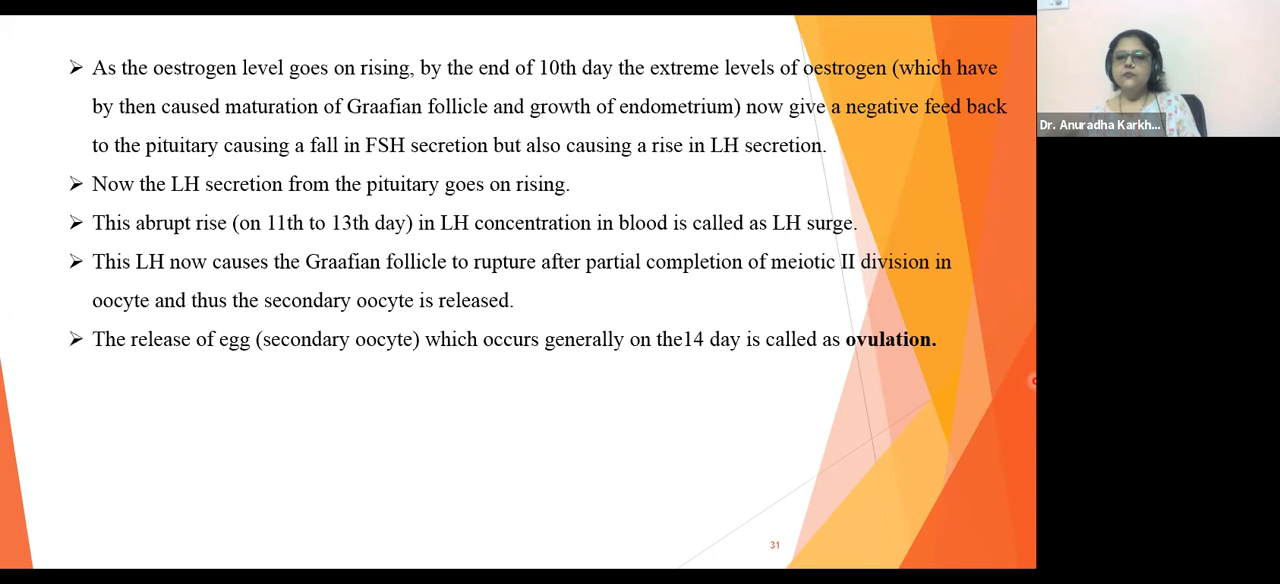 ➢ As the oestrogen level goes on rising, by the end of 10th day the extreme levels of oestrogen (which have
by then caused maturation of Graafian follicle and growth of endometrium) now give a negative feed back
to the pituitary causing a fall in FSH secretion but also causing a rise in LH secretion.
➢ Now the LH secretion from the pituitary goes on rising.
➢ This abrupt rise (on 11th to 13th day) in LH concentration in blood is called as LH surge.
➢ This LH now causes the Graafian follicle to rupture after partial completion of meiotic II division in
oocyte and thus the secondary oocyte is released.
➢ The release of egg (secondary oocyte) which occurs generally on the14 day is called as ovulation.
31
Dr. Anuradha Karkh...